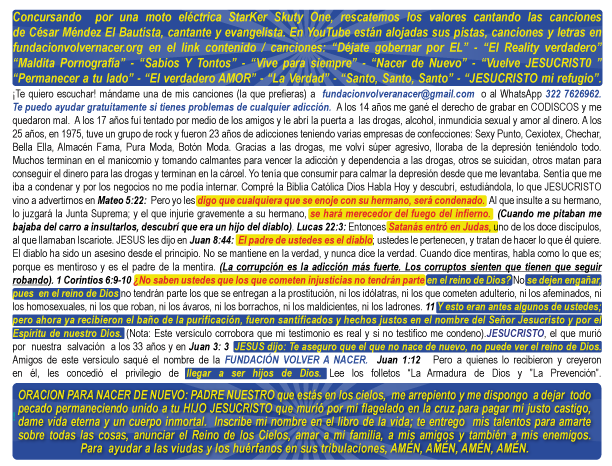 Concursando por una moto eléctrica StarKer Skuty One, rescatemos los valores cantando las canciones
de César Méndez El Bautista, cantante y evangelista. En YouTube están alojadas sus pistas, canciones y letras en
fundacionvolvernacer.org en el link contenido / canciones: "Déjate gobernar por EL" - "El Reality verdadero"
"Maldita Pornografía" - "Sabios Y Tontos" - "Vive para siempre" - "Nacer de Nuevo" - "Vuelve JESUCRISTO "
"Permanecer a tu lado" - "El verdadero AMOR" - "La Verdad" - "Santo, Santo, Santo" - "JESUCRISTO mi refugio".
¡Te quiero escuchar! mándame una de mis canciones (la que prefieras) a fundacionvolveranacer@gmail.com o al WhatsApp 322 7626962.
Te puedo ayudar gratuitamente si tienes problemas de cualquier adicción. A los 14 años me gané el derecho de grabar en CODISCOS y me
quedaron mal. A los 17 años fui tentado por medio de los amigos y le abrí la puerta a las drogas, alcohol, inmundicia sexual y amor al dinero. A los
25 años, en 1975, tuve un grupo de rock y fueron 23 años de adicciones teniendo varias empresas de confecciones: Sexy Punto, Cexiotex, Chechar,
Bella Ella, Almacén Fama, Pura Moda, Botón Moda. Gracias a las drogas, me volví súper agresivo, lloraba de la depresión teniéndolo todo.
Muchos terminan en el manicomio y tomando calmantes para vencer la adicción y dependencia a las drogas, otros se suicidan, otros matan para
conseguir el dinero para las drogas y terminan en la cárcel. Yo tenía que consumir para calmar la depresión desde que me levantaba. Sentía que me
iba a condenar y por los negocios no me podía internar. Compré la Biblia Católica Dios Habla Hoy y descubrí, estudiándola, lo que JESUCRISTO
vino a advertirnos en Mateo 5:22: Pero yo les digo que cualquiera que se enoje con su hermano, será condenado. Al que insulte a su hermano,
lo juzgará la Junta Suprema; y el que injurie gravemente a su hermano, se hará merecedor del fuego del infierno. (Cuando me pitaban me
bajaba del carro a insultarlos, descubrí que era un hijo del diablo). Lucas 22:3: Entonces Satanás entró en Judas, uno de los doce discípulos,
al que llamaban Iscariote. JESUS les dijo en Juan 8:44: El padre de ustedes es el diablo; ustedes le pertenecen, y tratan de hacer lo que él quiere.
El diablo ha sido un asesino desde el principio. No se mantiene en la verdad, y nunca dice la verdad. Cuando dice mentiras, habla como lo que es;
porque es mentiroso y es el padre de la mentira. (La corrupción es la adicción más fuerte. Los corruptos sienten que tienen que seguir
robando). 1 Corintios 6:9-10 ¿No saben ustedes que los que cometen injusticias no tendrán parte en el reino de Dios? No se dejen engañar,
pues en el reino de Dios no tendrán parte los que se entregan a la prostitución, ni los idólatras, ni los que cometen adulterio, ni los afeminados, ni
los homosexuales, ni los que roban, ni los ávaros, ni los borrachos, ni los maldicientes, ni los ladrones. 11 Y esto eran antes algunos de ustedes;
pero ahora ya recibieron el baño de la purificación, fueron santificados y hechos justos en el nombre del Señor Jesucristo y por el
Espíritu de nuestro Dios. (Nota: Este versículo corrobora que mi testimonio es real y si no testifico me condeno).JESUCRISTO, el que murió
por nuestra salvación a los 33 años y en Juan 3: 3 JESUS dijo: Te aseguro que el que no nace de nuevo, no puede ver el reino de Dios.
Amigos de este versículo saqué el nombre de la FUNDACIÓN VOLVER A NACER. Juan 1:12 Pero a quienes lo recibieron y creyeron
en él, les concedió el privilegio de llegar a ser hijos de Dios. Lee los folletos "La Armadura de Dios y "La Prevención".
ORACION PARA NACER DE NUEVO: PADRE NUESTRO que estás en los cielos, me arrepiento y me dispongo a dejar todo
pecado permaneciendo unido a tu HIJO JESUCRISTO que murió por mi flagelado en la cruz para pagar mi justo castigo,
dame vida eterna y un cuerpo inmortal. Inscribe mi nombre en el libro de la vida; te entrego mis talentos para amarte
sobre todas las cosas, anunciar el Reino de los Cielos, amar a mi familia, a mis amigos y también a mis enemigos.
Para ayudar a las viudas y los huérfanos en sus tribulaciones, AMÉN, AMÉN, AMÉN, AMÉN.